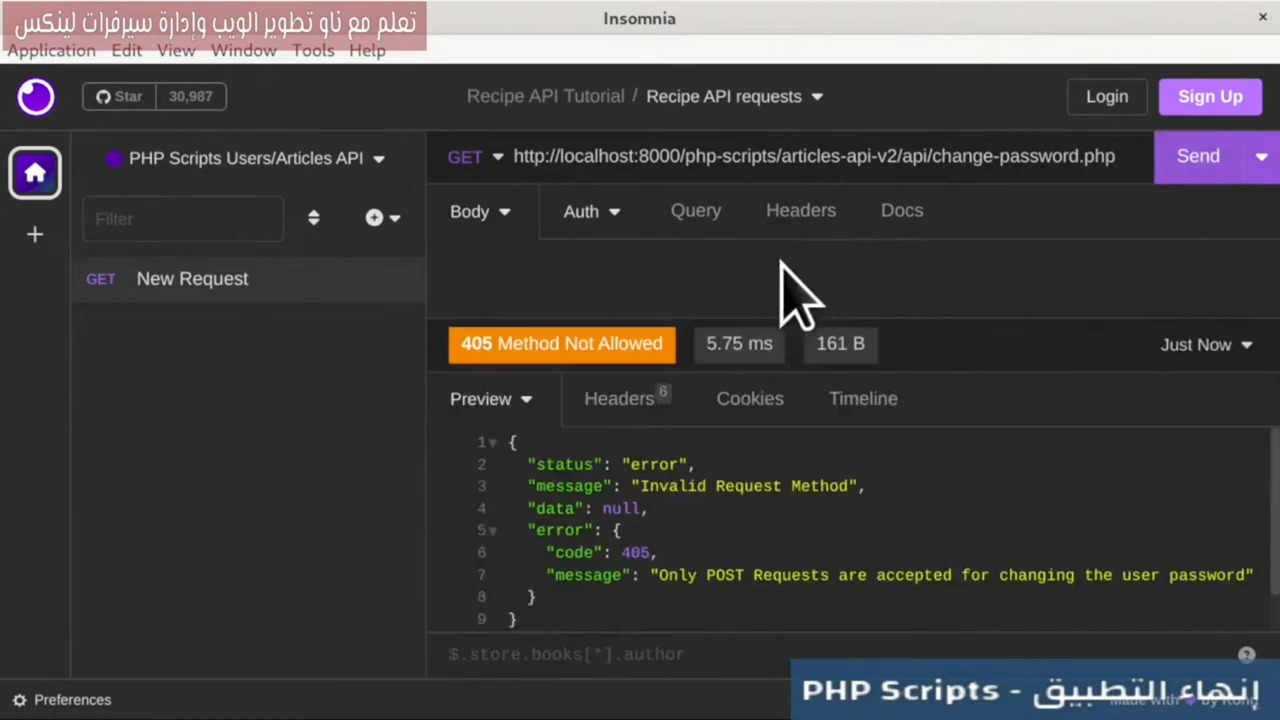 Insomnia
×
تعلم مع ناو تطوير الويب وإدارة سيرفرات لينكس
Application Edit View Window Tools Help
Star 30,987
Recipe API Tutorial / Recipe API requests
Login
Sign Up
PHP Scripts Users/Articles API
GET http://localhost:8000/php-scripts/articles-api-v2/api/change-password.php
Send
Filter
Body Auth Query Headers Docs
GET New Request
405 Method Not Allowed 5.75 ms 161 B Just Now
Preview Headers 6 Cookies Timeline
1 {
2 "status": "error",
3 "message": "Invalid Request Method",
4 "data": null,
5 "error": {
6 "code": 405,
7 "message": "Only POST Requests are accepted for changing the user password"
8 }
9 }
$.store.books[*].author
?
Preferences
Made with by Kong
إنهاء التطبيق - PHP Scripts